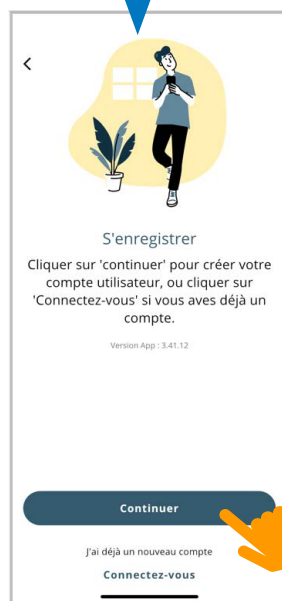 S'enregistrer
Cliquer sur 'continuer' pour créer votre
compte utilisateur, ou cliquer sur
'Connectez-vous' si vous aves déjà un
compte.
Version App : 3.41.12
Continuer
J'ai déjà un nouveau compte
Connectez-vous